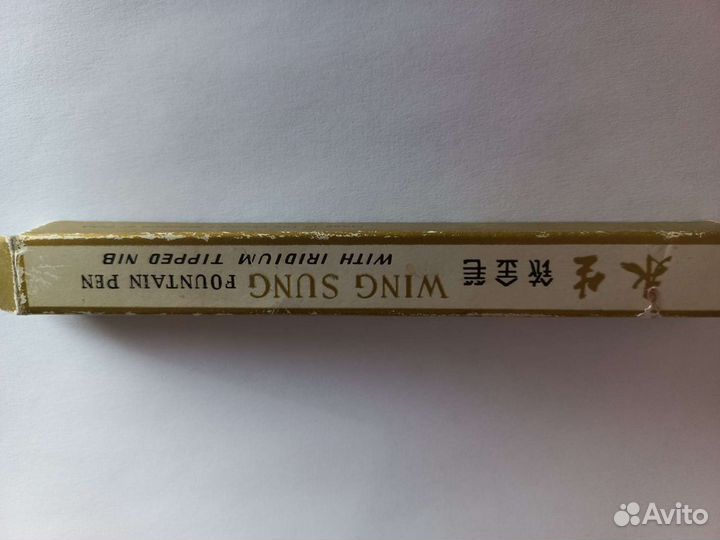 永生 铱金笔 WING SUNG FOUNTAIN PEN
WITH IRIDIUM TIPPED NIB
Avito